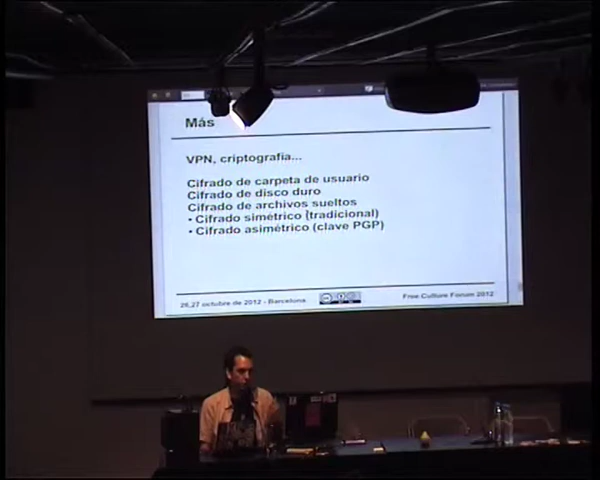 Más
VPN, criptografía...
Cifrado de carpeta de usuario
Cifrado de disco duro
Cifrado de archivos sueltos
• Cifrado simétrico (tradicional)
• Cifrado asimétrico (clave PGP)
26,27 octubre de 2012 - Barcelona
Free Culture Forum 2012